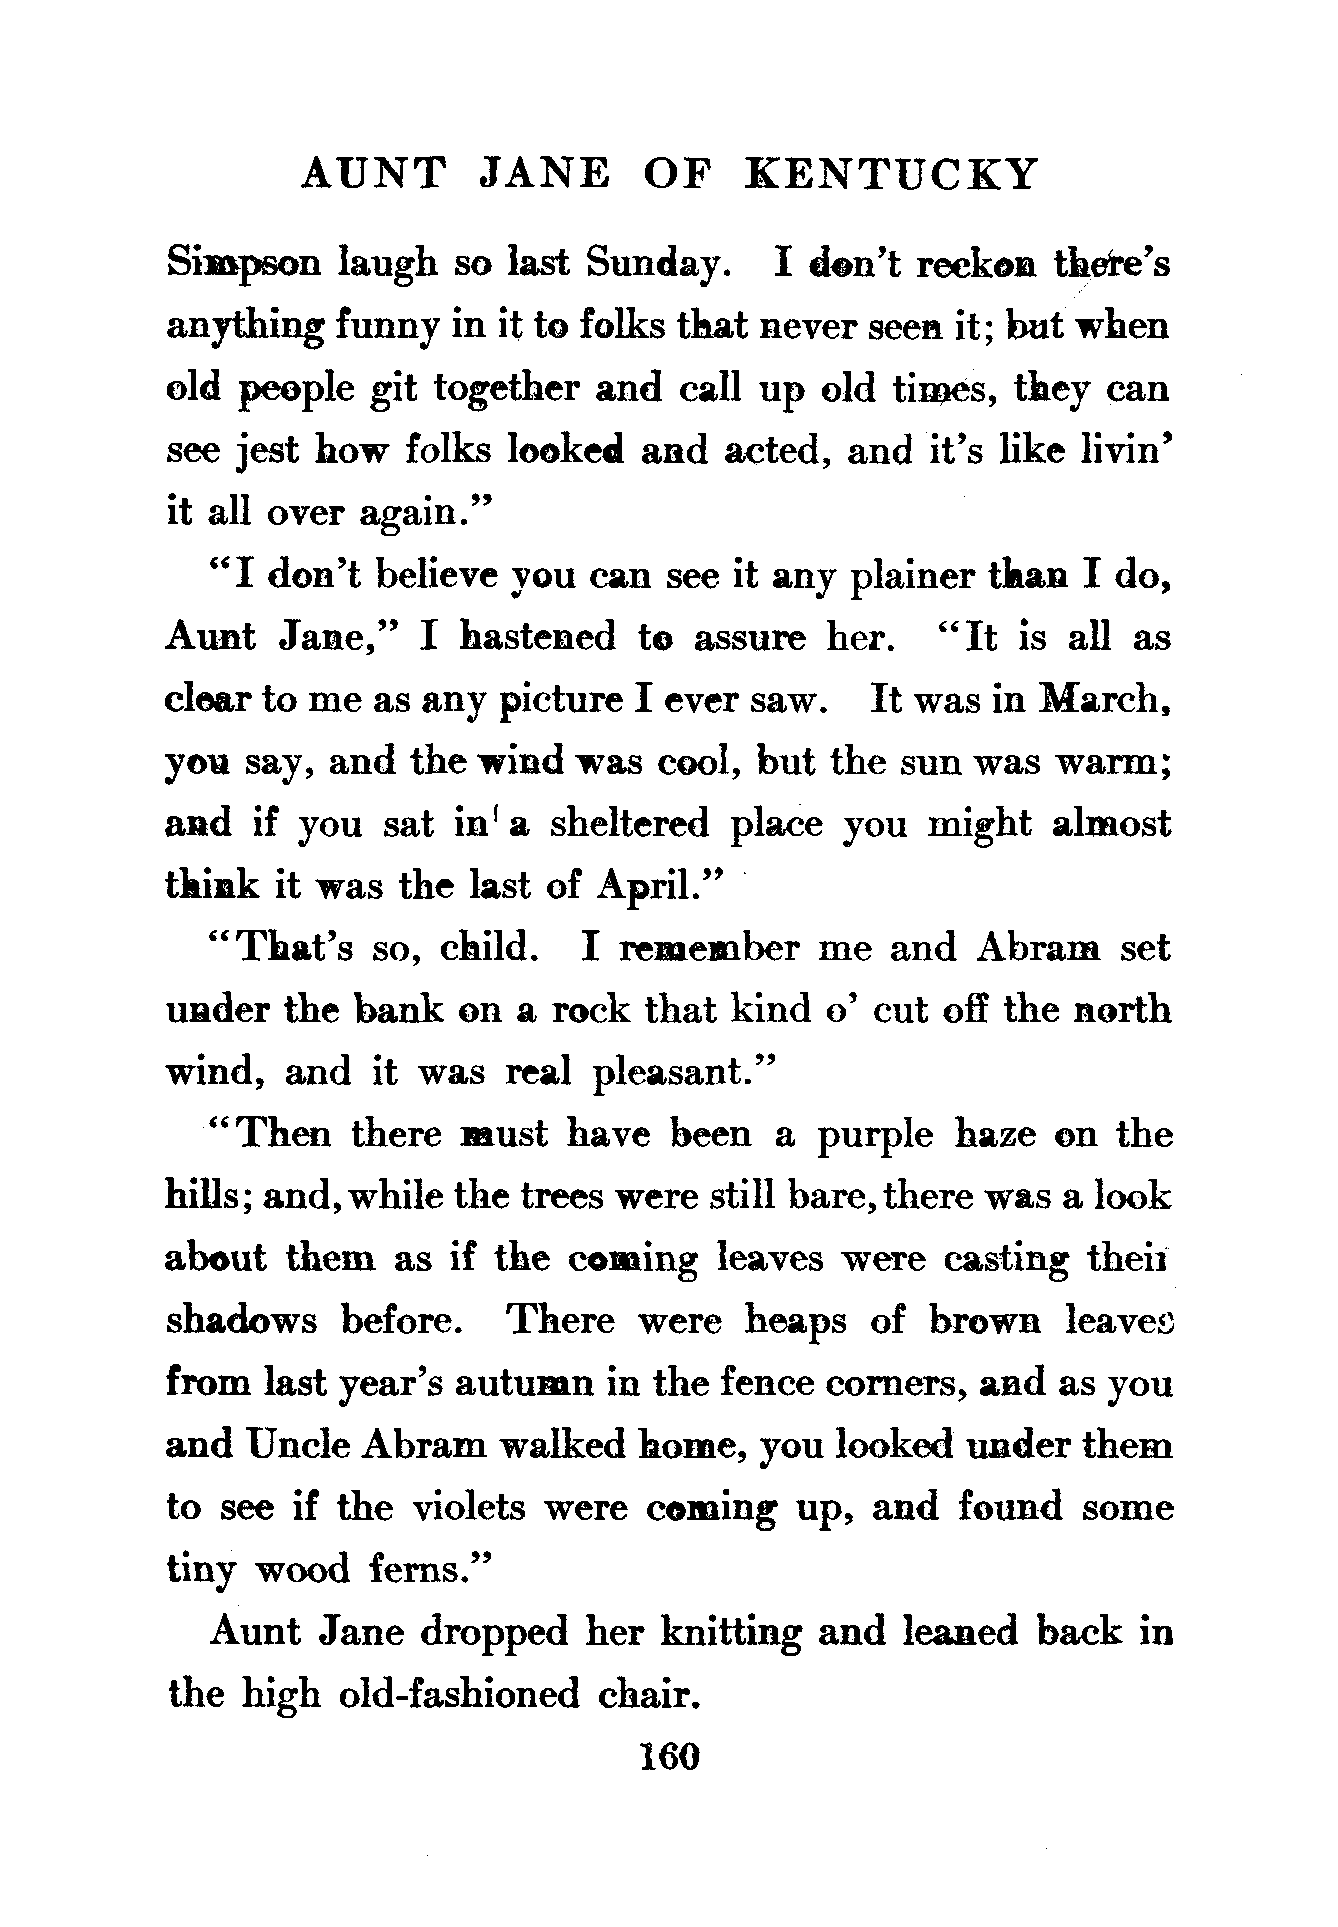 AUNT JANE OF KENTUCKY
Simpson laugh so last Sunday. I don't reckon there's
anything funny in it to folks that never seen it; but when
old people git together and call up old times, they can
see jest how folks looked and acted, and it's like livin'
it all over again."
"I don't believe you can see it any plainer than I do,
Aunt Jane," I hastened to assure her. "It is all as
clear to me as any picture I ever saw. It was in March,
you say, and the wind was cool, but the sun was warm;
and if you sat in a sheltered place you might almost
think it was the last of April."
"That's so, child. I remember me and Abram set
under the bank on a rock that kind o' cut off the north
wind, and it was real pleasant."
"Then there must have been a purple haze on the
hills; and, while the trees were still bare, there was a look
about them as if the coming leaves were casting their
shadows before. There were heaps of brown leaves
from last year's autumn in the fence corners, and as you
and Uncle Abram walked home, you looked under them
to see if the violets were coming up, and found some
tiny wood ferns."
Aunt Jane dropped her knitting and leaned back in
the high old-fashioned chair.
160